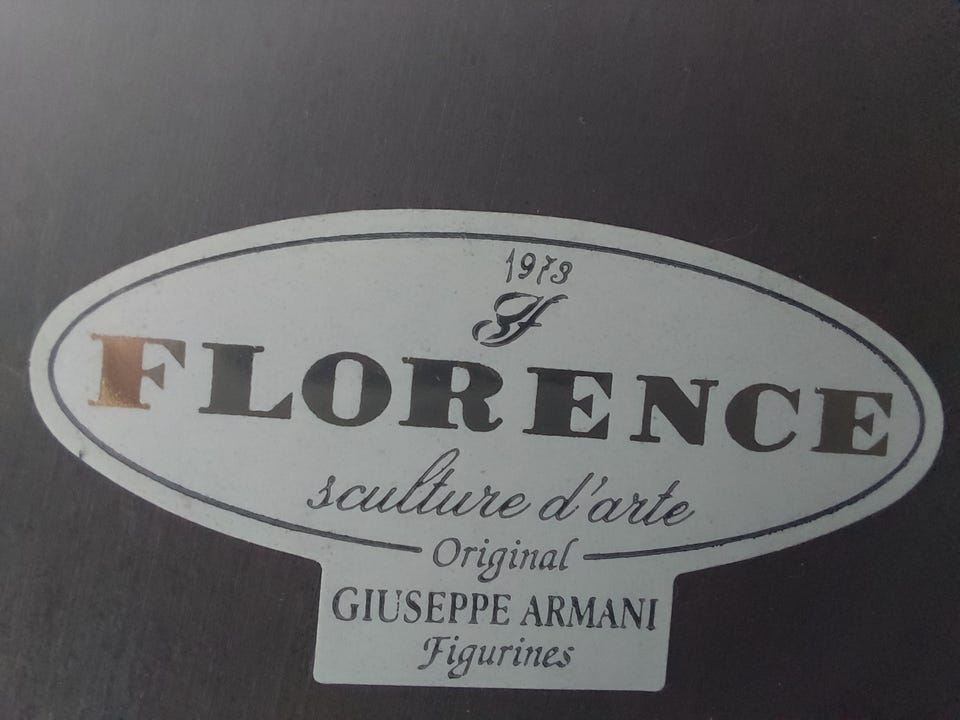 1973
FLORENCE
sculture d'arte
Original
GIUSEPPE ARMANI
Figurines